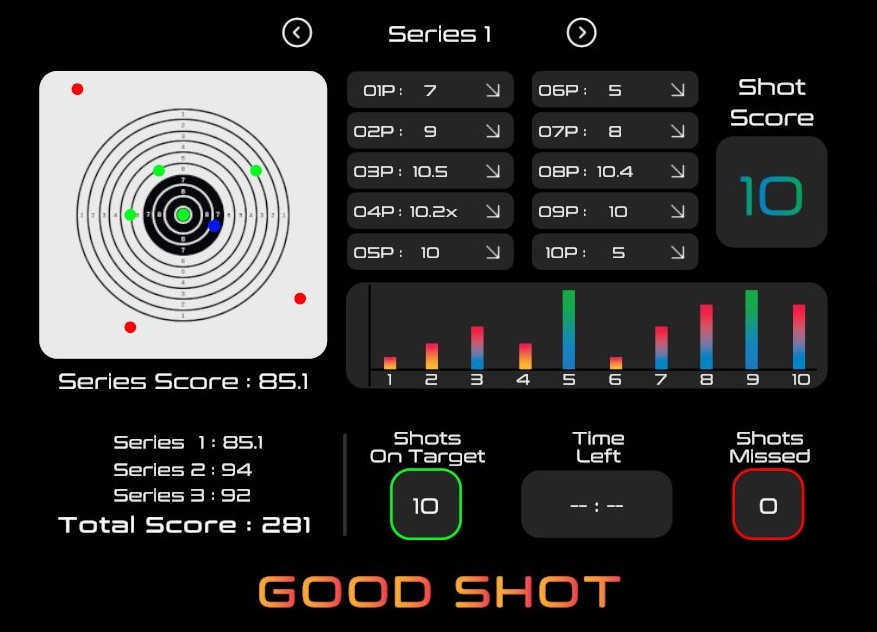 Series 1
01P : 7
02P : 9
03P : 10.5
04P : 10.2x
05P : 10
06P : 5
07P : 8
08P : 10.4
09P : 10
10P : 5
Shot
Score
10
1 2 3 4 5 6 7 8 9 10
Series Score : 85.1
Series 1 : 85.1
Series 2 : 94
Series 3 : 92
Total Score : 281
Shots
On Target
10
Time
Left
-- : --
Shots
Missed
0
GOOD SHOT